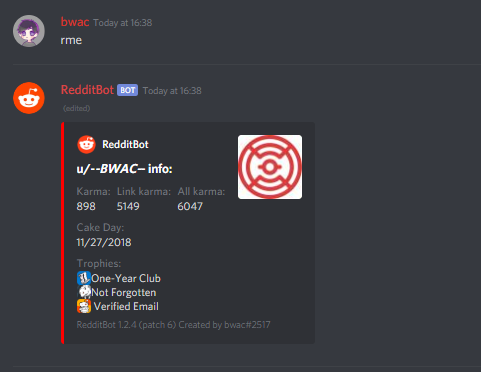 bwac Today at 16:38
rme
RedditBot BOT Today at 16:38
(edited)
RedditBot
u/--BWAC-- info:
Karma: Link karma: All karma:
898 5149 6047
Cake Day:
11/27/2018
Trophies:
One-Year Club
Not Forgotten
Verified Email
RedditBot 1.2.4 (patch 6) Created by bwac#2517